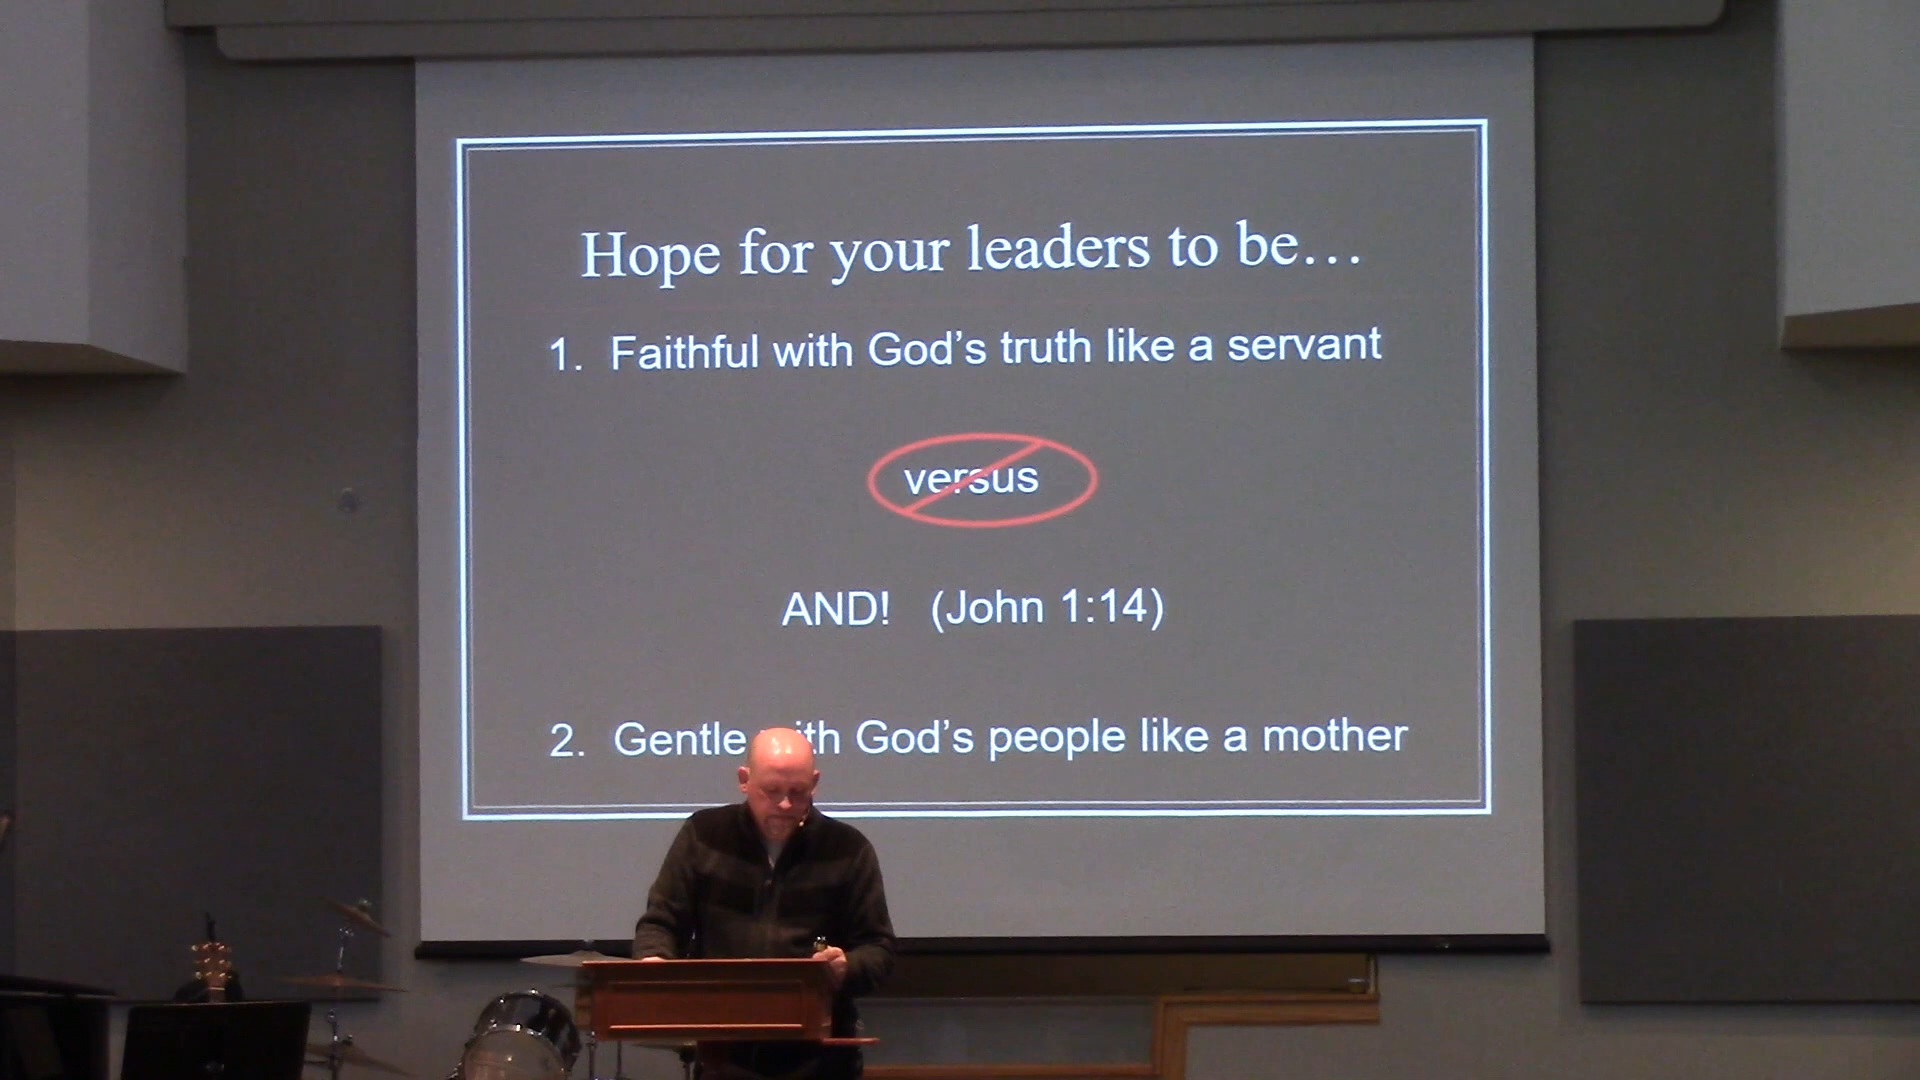 Hope for your leaders to be…
1. Faithful with God’s truth like a servant
versus
AND! (John 1:14)
2. Gentle with God’s people like a mother